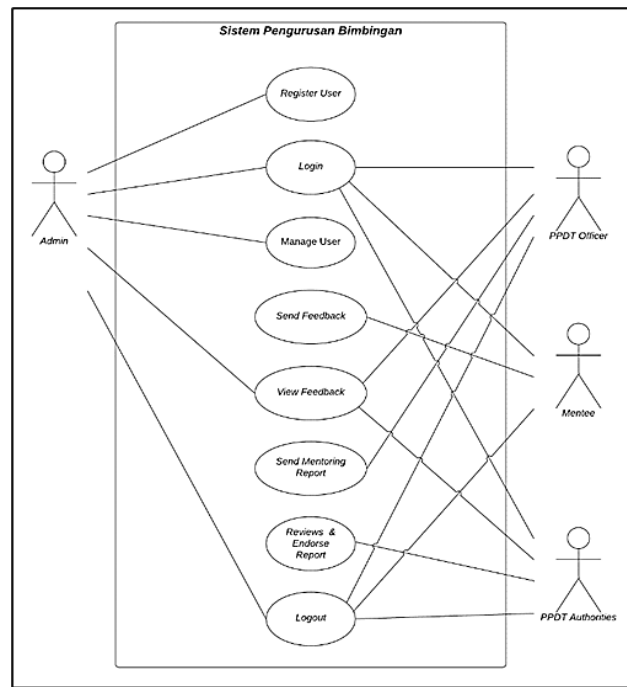 Sistem Pengurusan Bimbingan
Register User
Login
Manage User
Send Feedback
View Feedback
Send Mentoring
Report
Reviews & 
Endorse
Report
Logout
Admin
PPDT Officer
Mentee
PPDT Authorities